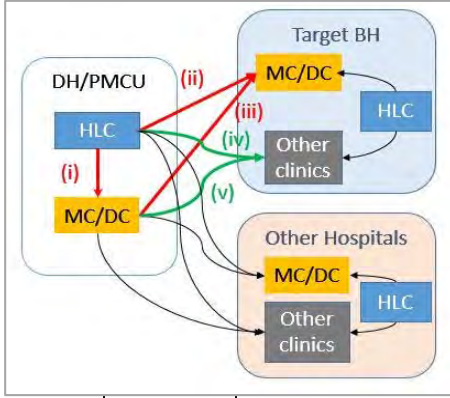 DH/PMCU
HLC
(i)
MC/DC
(ii)
(iii)
(iv)
(v)
Target BH
MC/DC
HLC
Other
clinics
Other Hospitals
MC/DC
HLC
Other
clinics